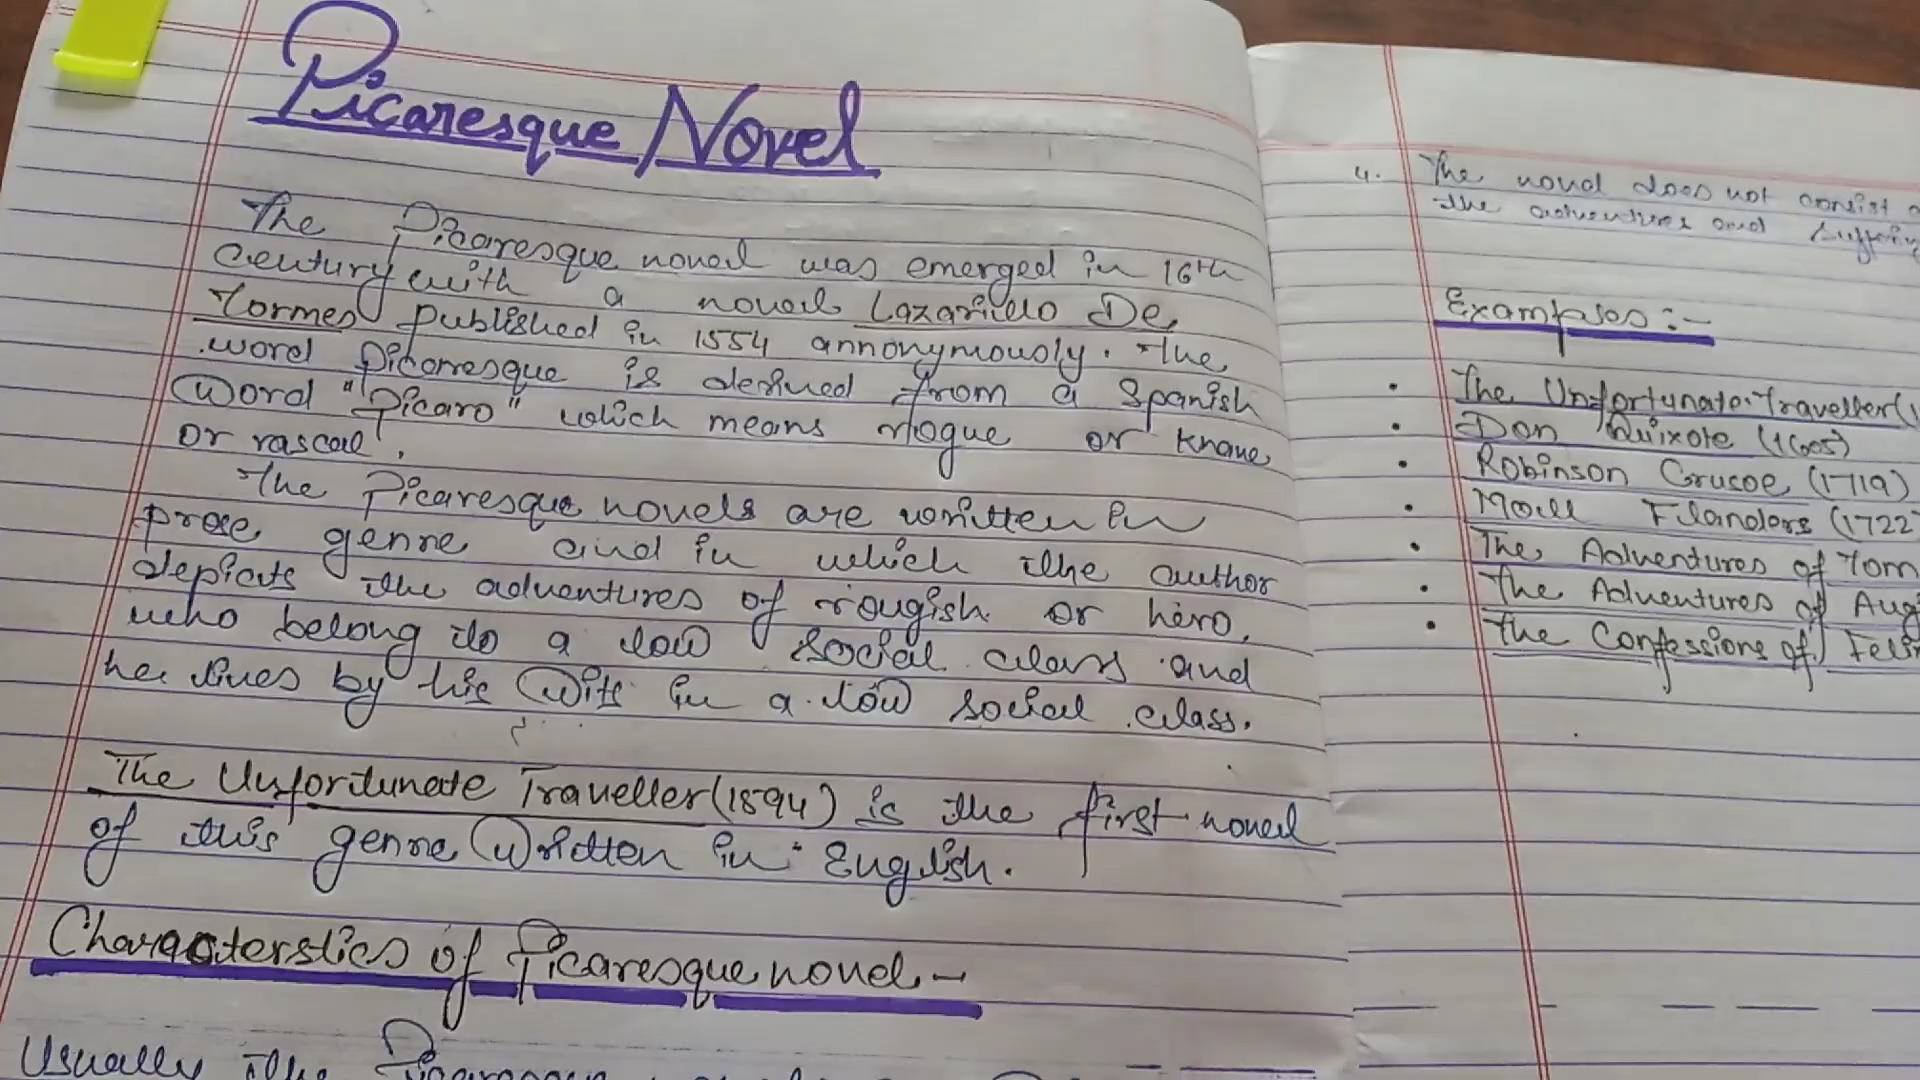 Picaresque Novel
The Picaresque novel was emerged in 16th
century with a novel Lazarillo De
Tormes published in 1554 annonymously. The
word Picaresque is derived from a Spanish
word "Picaro" which means rogue or knave
or rascal.
The Picaresque novels are written in
prose genre and in which the author
depicts the adventures of rougish or hero,
who belong to a low social class and
he lives by his wits in a low social class.
The Unfortunate Traveller (1594) is the first novel
of this genre written in English.
Characterstics of Picaresque novel -
Usually the Picaresque
4. The novel does not consist
the adventures and
Examples :-
• The Unfortunate Traveller (1
• Don Quixote (1605)
• Robinson Crusoe (1719)
• Moll Flanders (1722
• The Adventures of Tom
• The Adventures of Aug
• The Confessions of Feli